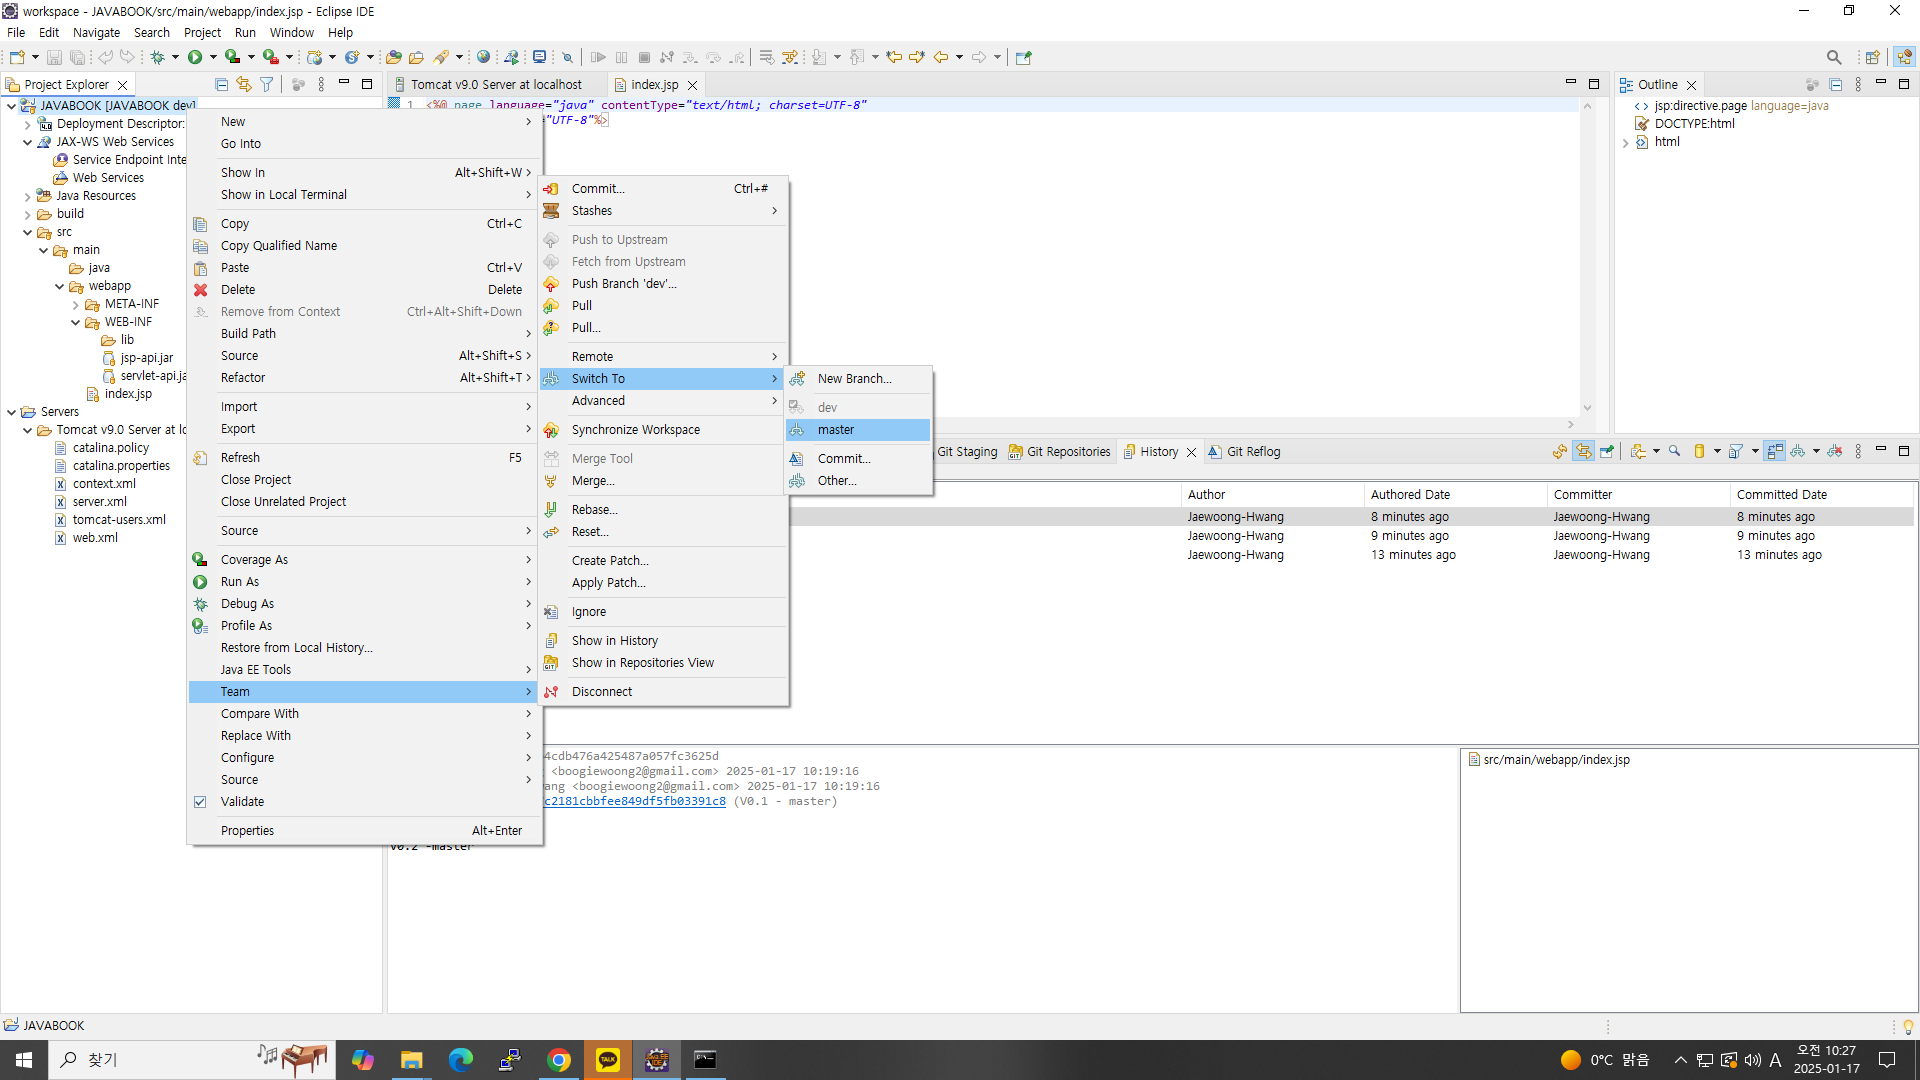 workspace - JAVABOOK/src/main/webapp/index.jsp - Eclipse IDE
File Edit Navigate Search Project Run Window Help
Project Explorer
Tomcat v9.0 Server at localhost
index.jsp
Outline
JAVABOOK [JAVABOOK dev]
Deployment Descriptor:
JAX-WS Web Services
Service Endpoint Inte
Web Services
Java Resources
build
src
main
java
webapp
META-INF
WEB-INF
lib
jsp-api.jar
servlet-api.ja
index.jsp
Servers
Tomcat v9.0 Server at lo
catalina.policy
catalina.properties
context.xml
server.xml
tomcat-users.xml
web.xml
1 <%@ page language="java" contentType="text/html; charset=UTF-8"
="UTF-8"%>
jsp:directive.page language=java
DOCTYPE:html
html
New
Go Into
Show In Alt+Shift+W
Show in Local Terminal
Copy Ctrl+C
Copy Qualified Name
Paste Ctrl+V
Delete Delete
Remove from Context Ctrl+Alt+Shift+Down
Build Path
Source Alt+Shift+S
Refactor Alt+Shift+T
Import
Export
Refresh F5
Close Project
Close Unrelated Project
Source
Coverage As
Run As
Debug As
Profile As
Restore from Local History...
Java EE Tools
Team
Compare With
Replace With
Configure
Source
Validate
Properties Alt+Enter
Commit... Ctrl+#
Stashes
Push to Upstream
Fetch from Upstream
Push Branch 'dev'...
Pull
Pull...
Remote
Switch To
Advanced
Synchronize Workspace
Merge Tool
Merge...
Rebase...
Reset...
Create Patch...
Apply Patch...
Ignore
Show in History
Show in Repositories View
Disconnect
New Branch...
dev
master
Commit...
Other...
Git Staging
Git Repositories
History
Git Reflog
Author Authored Date Committer Committed Date
Jaewoong-Hwang 8 minutes ago Jaewoong-Hwang 8 minutes ago
Jaewoong-Hwang 9 minutes ago Jaewoong-Hwang 9 minutes ago
Jaewoong-Hwang 13 minutes ago Jaewoong-Hwang 13 minutes ago
4cdb476a425487a057fc3625d
<boogiewoong2@gmail.com> 2025-01-17 10:19:16
ang <boogiewoong2@gmail.com> 2025-01-17 10:19:16
c2181cbbfee849df5fb03391c8 (V0.1 - master)
V0.2 -master
src/main/webapp/index.jsp
JAVABOOK
찾기
TALK
Java EE
IDE
0°C 맑음
A
오전 10:27
2025-01-17